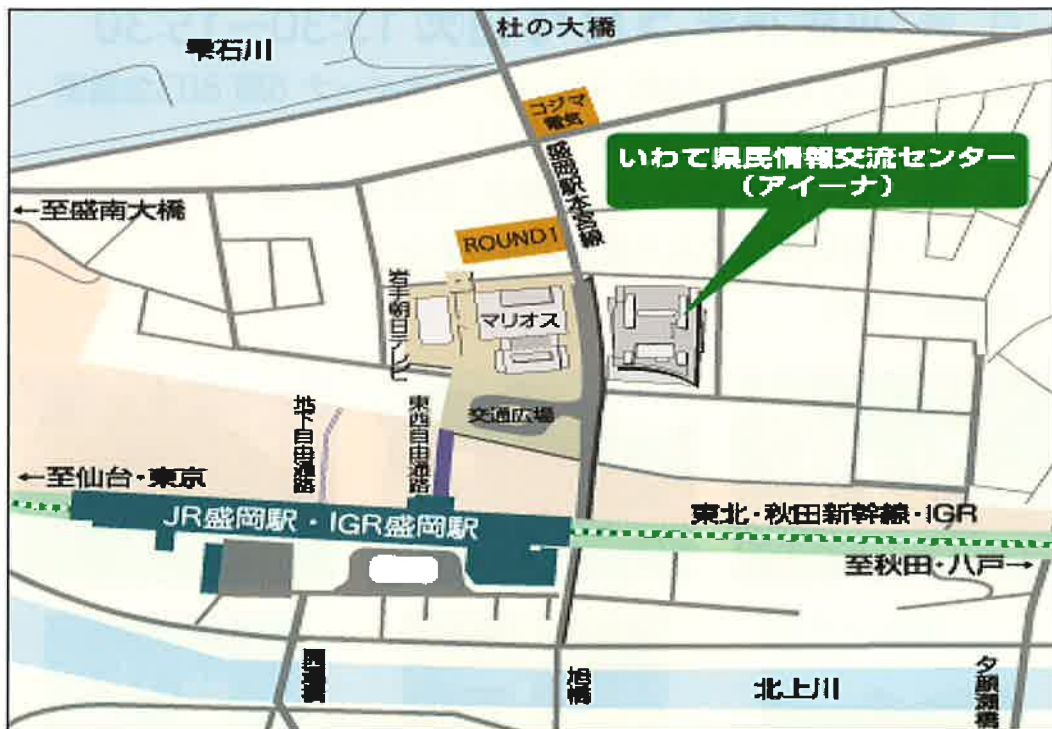 杜の大橋
雫石川
コジマ
電気
いわて県民情報交流センター
（アイーナ）
盛岡駅本宮線
←至盛南大橋
ROUND1
岩手朝日テレビ
マリオス
交通広場
地下自由通路
東西自由通路
←至仙台・東京
JR盛岡駅・IGR盛岡駅
東北・秋田新幹線・IGR
至秋田・八戸→
旭橋
北上川
夕顔瀬橋